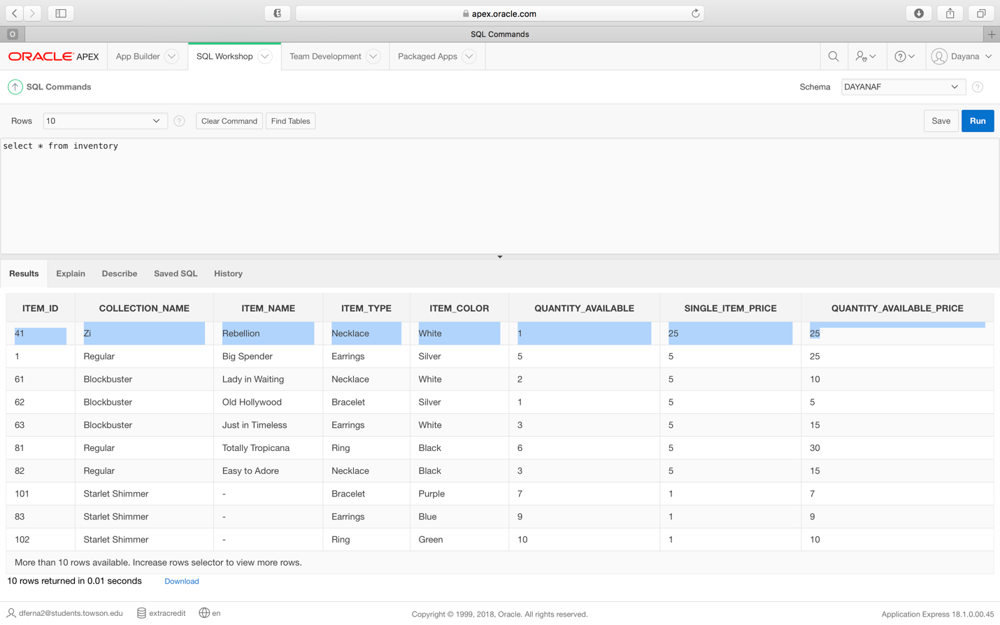 apex.oracle.com
O SQL Commands
ORACLE APEX App Builder SQL Workshop Team Development Packaged Apps ? Dayana
SQL Commands Schema DAYANAF ?
Rows 10 ? Clear Command Find Tables Save Run
select * from inventory
Results Explain Describe Saved SQL History
ITEM_ID COLLECTION_NAME ITEM_NAME ITEM_TYPE ITEM_COLOR QUANTITY_AVAILABLE SINGLE_ITEM_PRICE QUANTITY_AVAILABLE_PRICE
41 Zi Rebellion Necklace White 1 25 25
1 Regular Big Spender Earrings Silver 5 5 25
61 Blockbuster Lady in Waiting Necklace White 2 5 10
62 Blockbuster Old Hollywood Bracelet Silver 1 5 5
63 Blockbuster Just in Timeless Earrings White 3 5 15
81 Regular Totally Tropicana Ring Black 6 5 30
82 Regular Easy to Adore Necklace Black 3 5 15
101 Starlet Shimmer - Bracelet Purple 7 1 7
83 Starlet Shimmer - Earrings Blue 9 1 9
102 Starlet Shimmer - Ring Green 10 1 10
More than 10 rows available. Increase rows selector to view more rows.
10 rows returned in 0.01 seconds Download
dferna2@students.towson.edu extracredit en Copyright © 1999, 2018, Oracle. All rights reserved. Application Express 18.1.0.00.45